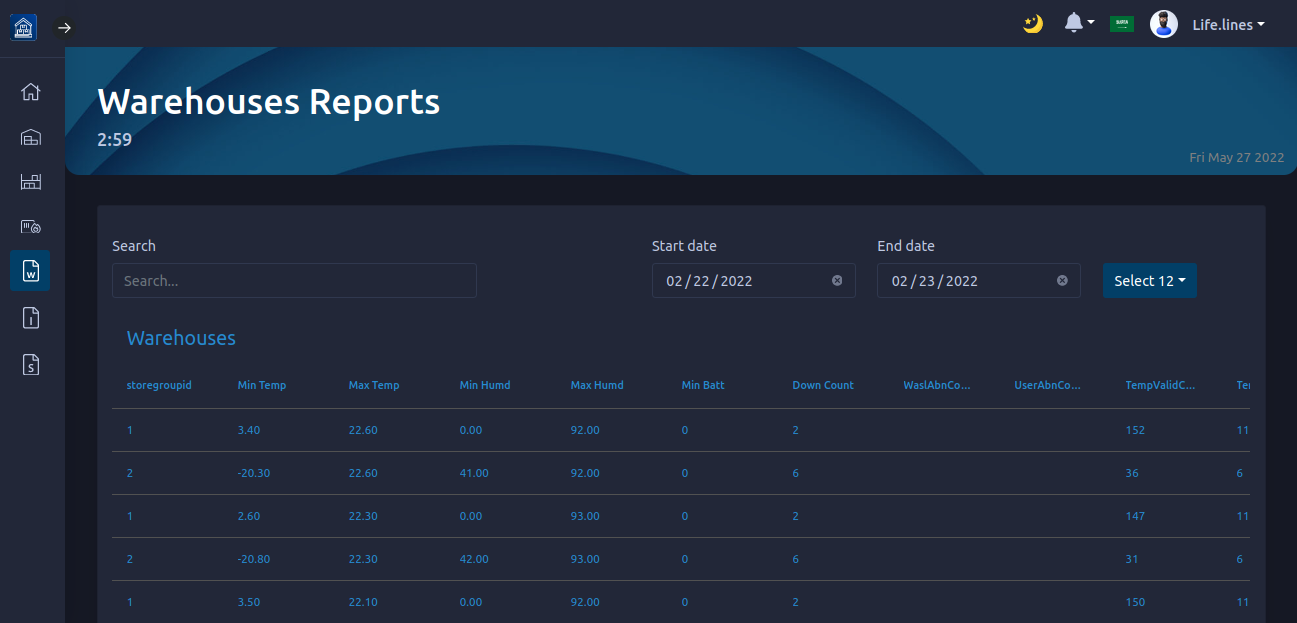 Life.lines
Warehouses Reports
2:59
Fri May 27 2022
Search
Start date
End date
Search...
02 / 22 / 2022
02 / 23 / 2022
Select 12
Warehouses
storegroupid Min Temp Max Temp Min Humd Max Humd Min Batt Down Count WaslAbnCo... UserAbnCo... TempValidC... Ter
1 3.40 22.60 0.00 92.00 0 2 152 11
2 -20.30 22.60 41.00 92.00 0 6 36 6
1 2.60 22.30 0.00 93.00 0 2 147 11
2 -20.80 22.30 42.00 93.00 0 6 31 6
1 3.50 22.10 0.00 92.00 0 2 150 11
W
I
S